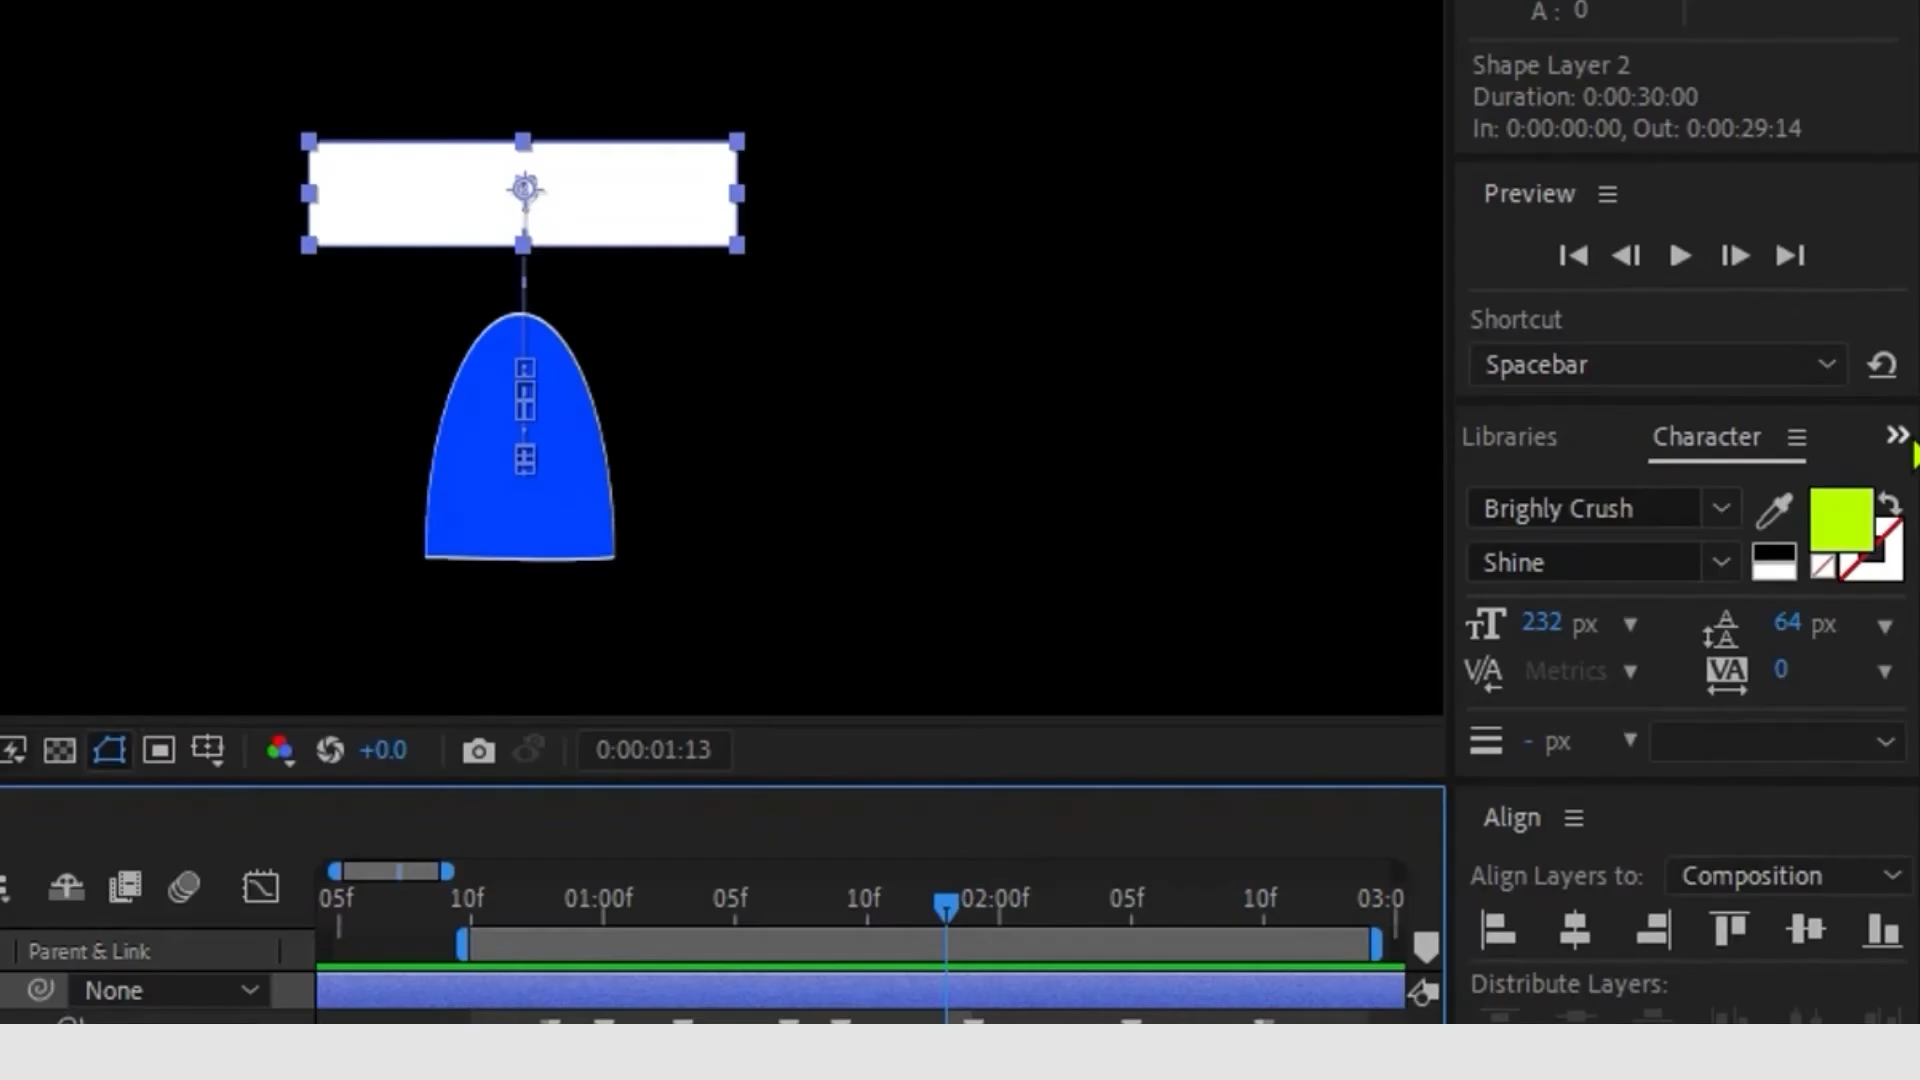 A: 0
Shape Layer 2
Duration: 0:00:30:00
In: 0:00:00:00, Out: 0:00:29:14
Preview
Shortcut
Spacebar
Libraries Character
Brighly Crush
Shine
232 px 64 px
Metrics 0
- px
+0.0 0:00:01:13
Align
Align Layers to: Composition
Distribute Layers:
05f 10f 01:00f 05f 10f 02:00f 05f 10f 03:0
Parent & Link
None